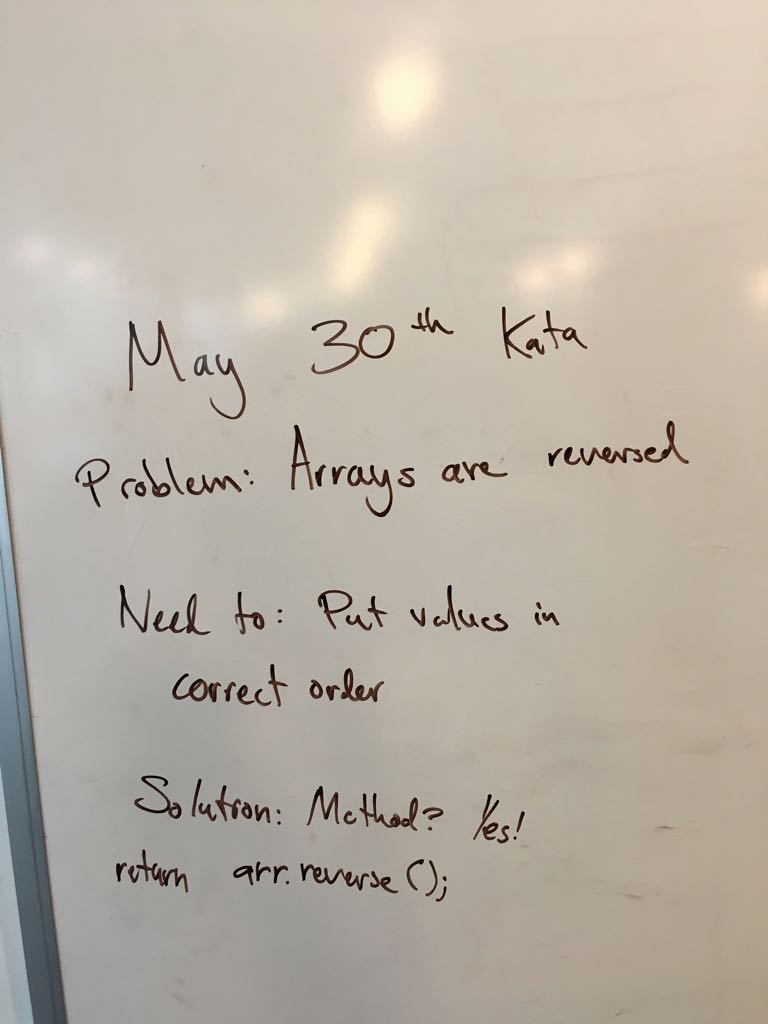 May 30th Kata
Problem: Arrays are reversed
Need to: Put values in
correct order
Solution: Method? Yes!
return arr.reverse();